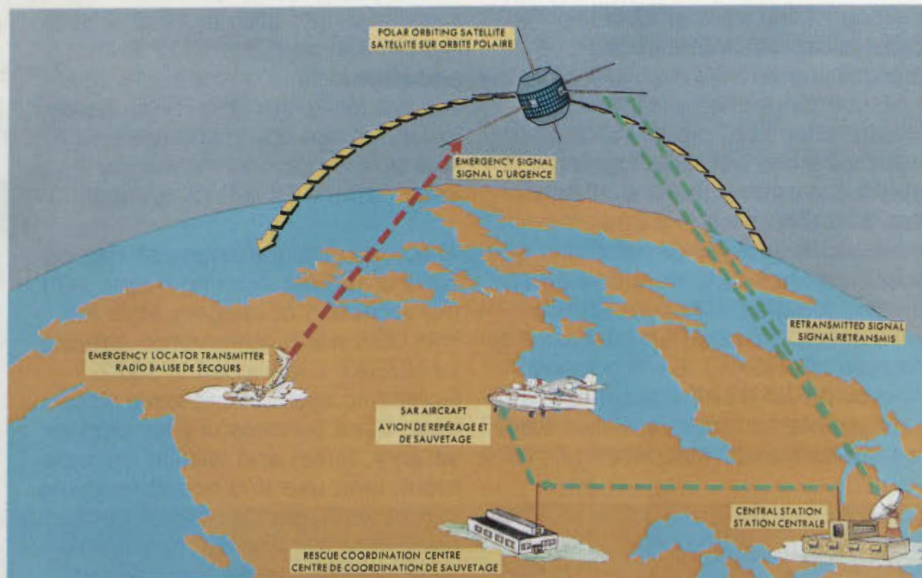 POLAR ORBITING SATELLITE
SATELLITE SUR ORBITE POLAIRE
EMERGENCY SIGNAL
SIGNAL D'URGENCE
RETRANSMITTED SIGNAL
SIGNAL RETRANSMIS
EMERGENCY LOCATOR TRANSMITTER
RADIO BALISE DE SECOURS
SAR AIRCRAFT
AVION DE REPÉRAGE ET
DE SAUVETAGE
CENTRAL STATION
STATION CENTRALE
RESCUE COORDINATION CENTRE
CENTRE DE COORDINATION DE SAUVETAGE